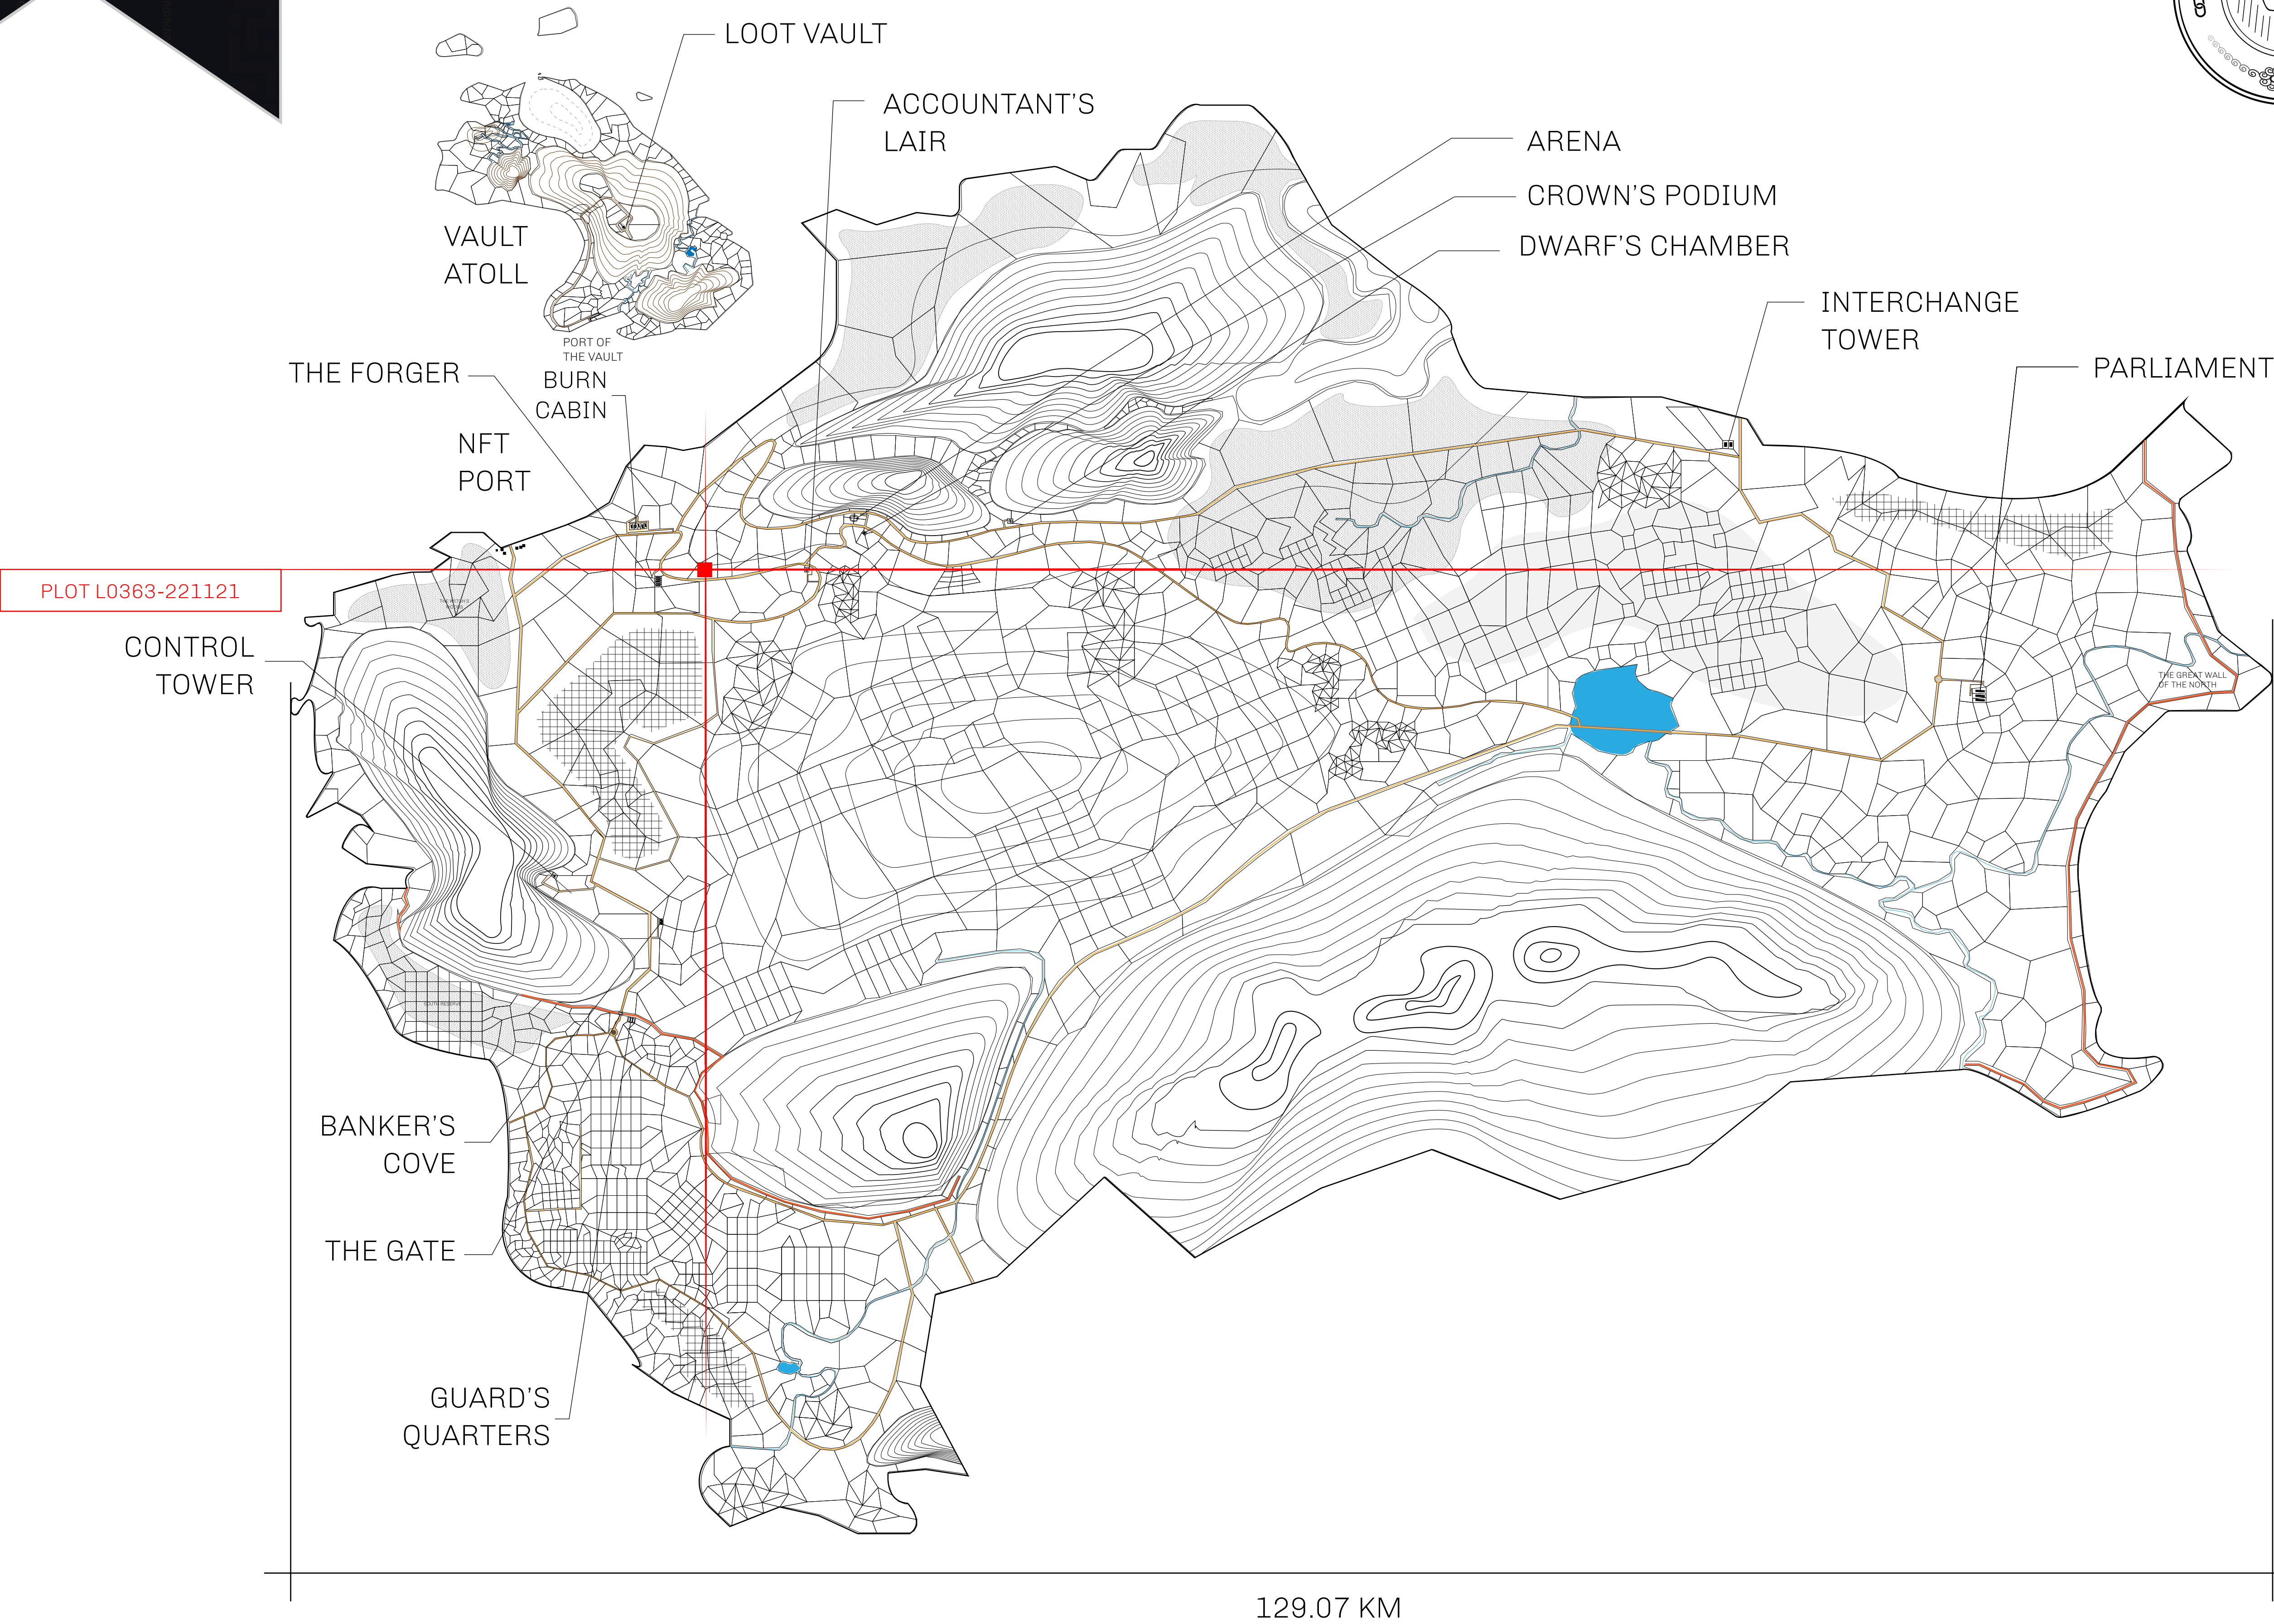 LOOT VAULT
ACCOUNTANT'S
LAIR
ARENA
CROWN'S PODIUM
DWARF'S CHAMBER
VAULT
ATOLL
INTERCHANGE
TOWER
PORT OF
THE VAULT
PARLIAMENT
THE FORGER
BURN
CABIN
NFT
PORT
PLOT L0363-221121
CONTROL
TOWER
THE GREAT WALL
OF THE NORTH
SOUTH RESERVE
BANKER'S
COVE
THE GATE
GUARD'S
QUARTERS
129.07 KM